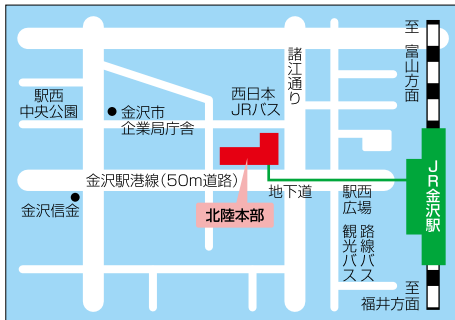 至
富山方面
諸江通り
駅西
中央公園
金沢市
企業局庁舎
西日本
JRバス
JR金沢駅
金沢駅港線(50m道路)
地下道
駅西
広場
金沢信金
北陸本部
路線バス
観光バス
至
福井方面